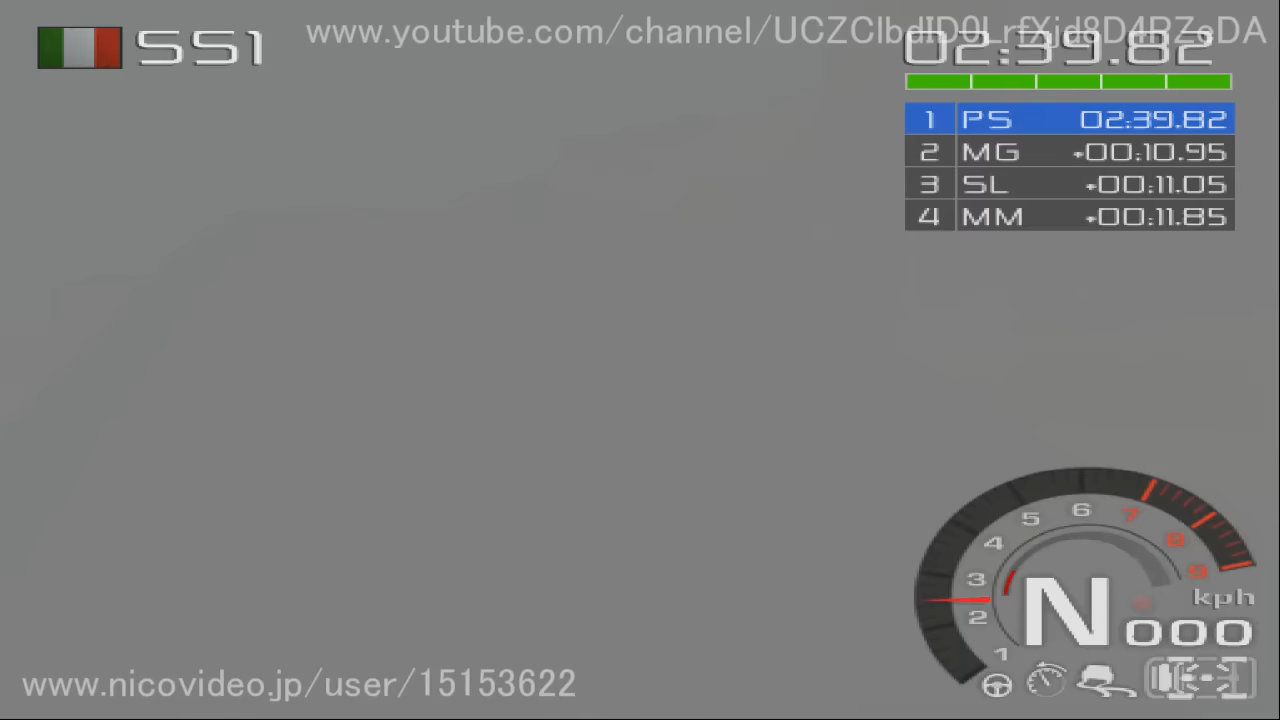 SS1
www.youtube.com/channel/UCZClbdID0LrfXjd8D4RZcDA
02:39.82
1 PS 02:39.82
2 MG +00:10.95
3 SL +00:11.05
4 MM +00:11.85
1 2 3 4 5 6 7 8 9
N 000 kph
www.nicovideo.jp/user/15153622